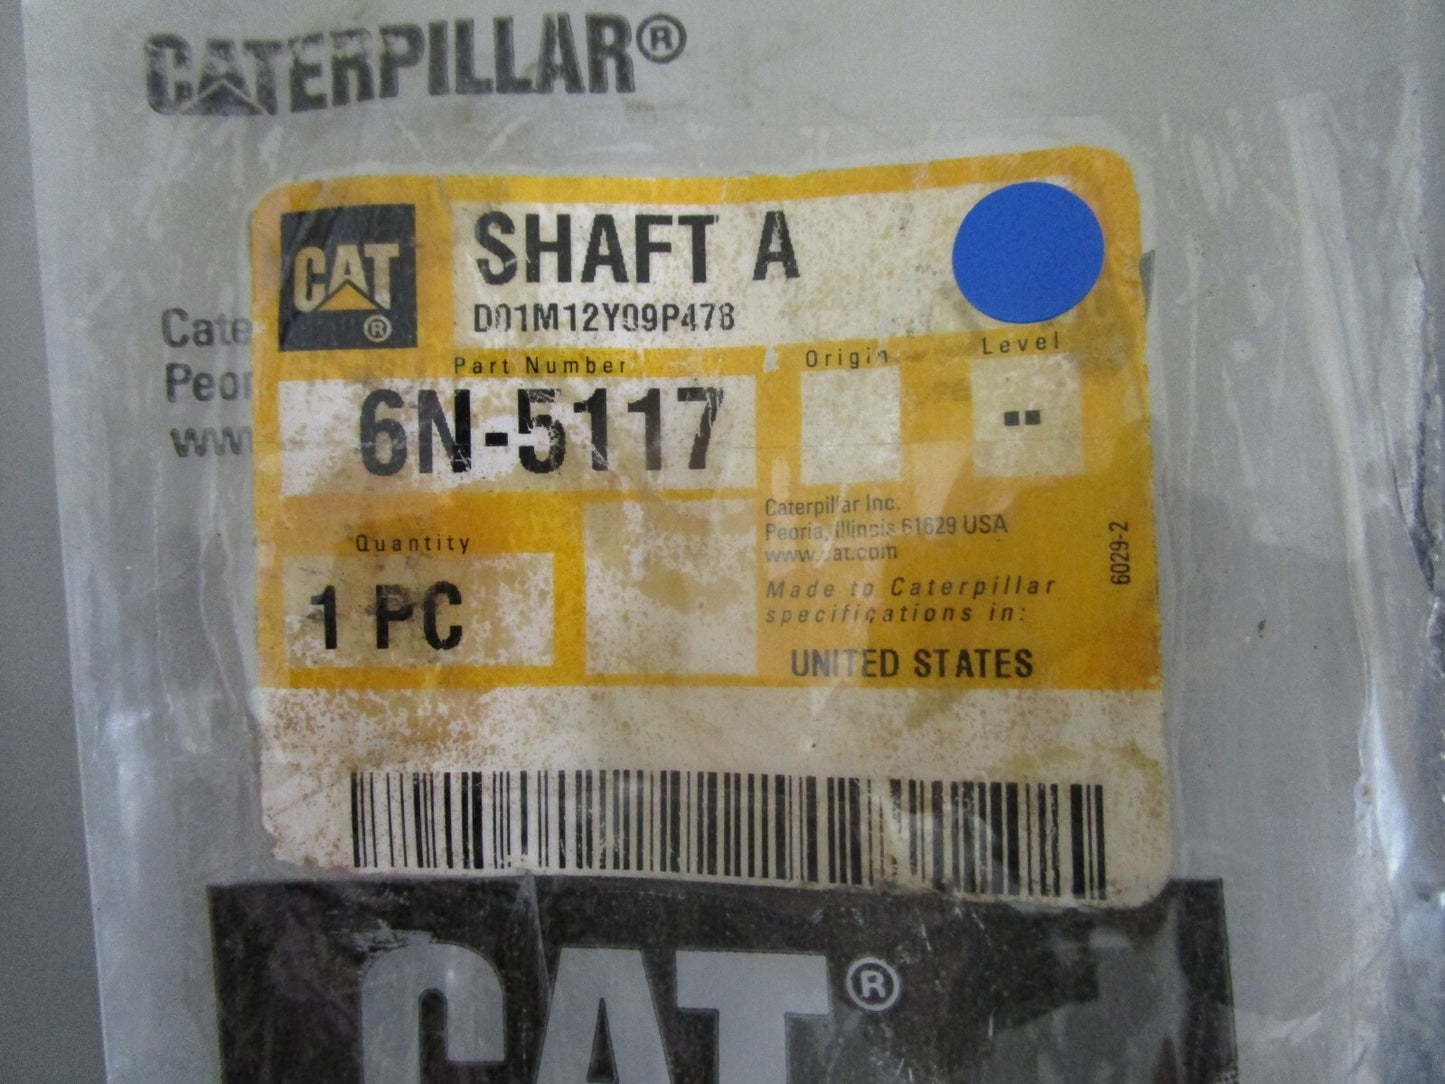 CATERPILLAR®
CAT®
SHAFT A
D01M12Y09P478
Part Number
Origin
Level
6N-5117
--
Cate
Peor
www
Quantity
1 PC
Caterpillar Inc.
Peoria, Illinois 61629 USA
www.cat.com
Made to Caterpillar
specifications in:
UNITED STATES
6029-2
CAT®